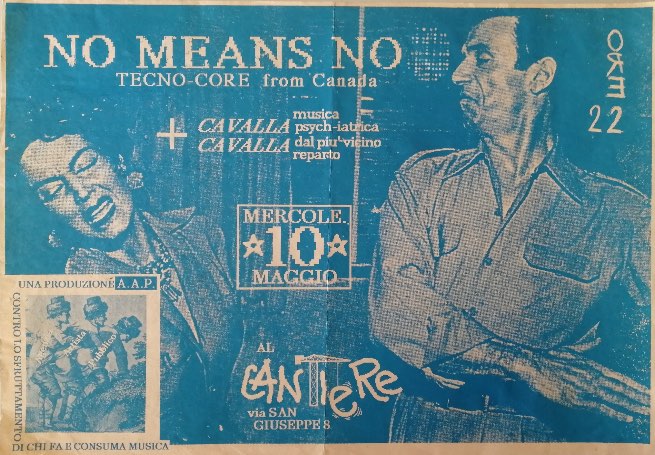 NO MEANS NO
TECNO-CORE from Canada
ORE
22
+ CAVALLA CAVALLA
musica
psych-iatrica
dal piu' vicino
reparto
MERCOLE.
10
MAGGIO
UNA PRODUZIONE A.A.P.
CONTRO LO SFRUTTAMENTO
DI CHI FA E CONSUMA MUSICA
AL
CANTIERE
via SAN
GIUSEPPE 8